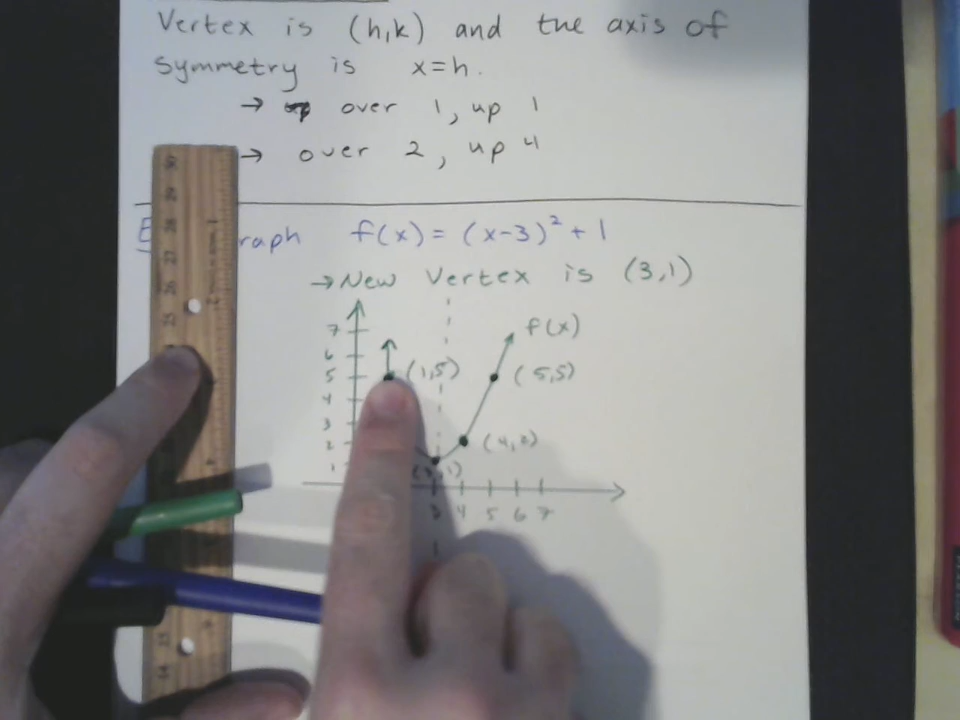 Vertex is (h,k) and the axis of
symmetry is x=h.
→ over 1, up 1
→ over 2, up 4
f(x) = (x-3)² + 1
→ New Vertex is (3,1)
7 f(x)
6
5 (1,5) (5,5)
4
3
2 (4,2)
1
3 4 5 6 7